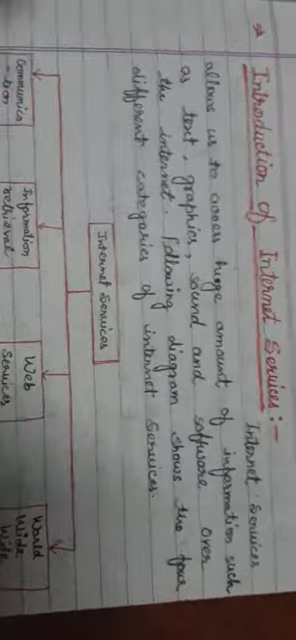 * Introduction of Internet Services:-
Internet Services
allows us to access huge amount of information such
as text, graphics, sound and software over
the internet. Following diagram shows the four
different categories of internet Services.
Internet Services
Communica
-tion
Information
retrieval
Web
Services
World
Wide
Web